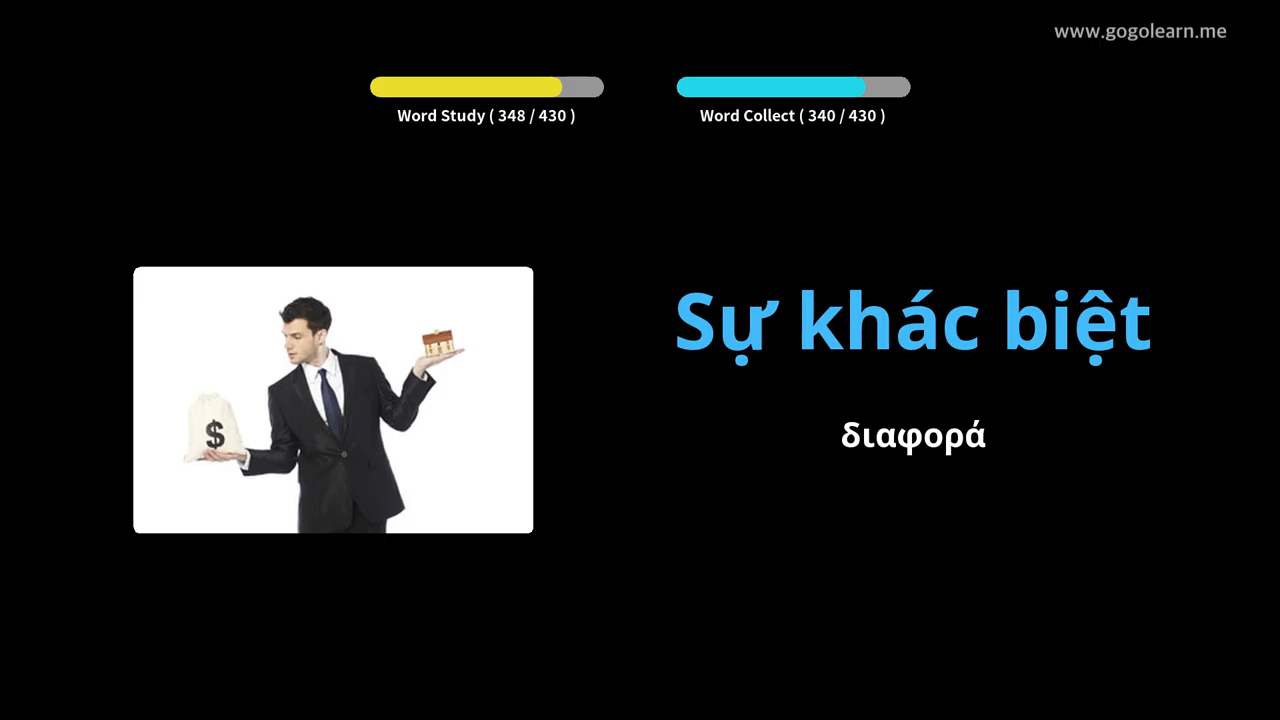 www.gogolearn.me
Word Study ( 348 / 430 )
Word Collect ( 340 / 430 )
$
Sự khác biệt
διαφορά